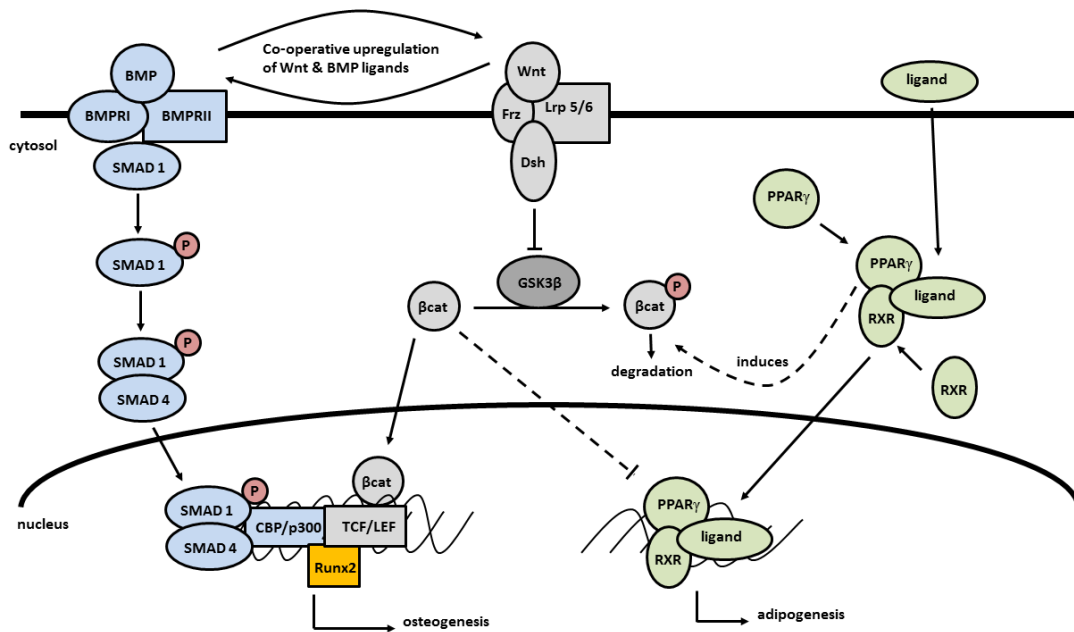 Co-operative upregulation
of Wnt & BMP ligands
BMP
BMPRI
BMPRII
SMAD 1
cytosol
Wnt
Frz
Lrp 5/6
Dsh
ligand
SMAD 1
P
GSK3β
βcat
βcat
P
degradation
induces
PPARγ
PPARγ
ligand
RXR
RXR
SMAD 1
P
SMAD 4
nucleus
SMAD 1
P
SMAD 4
CBP/p300
βcat
TCF/LEF
Runx2
osteogenesis
PPARγ
ligand
RXR
adipogenesis